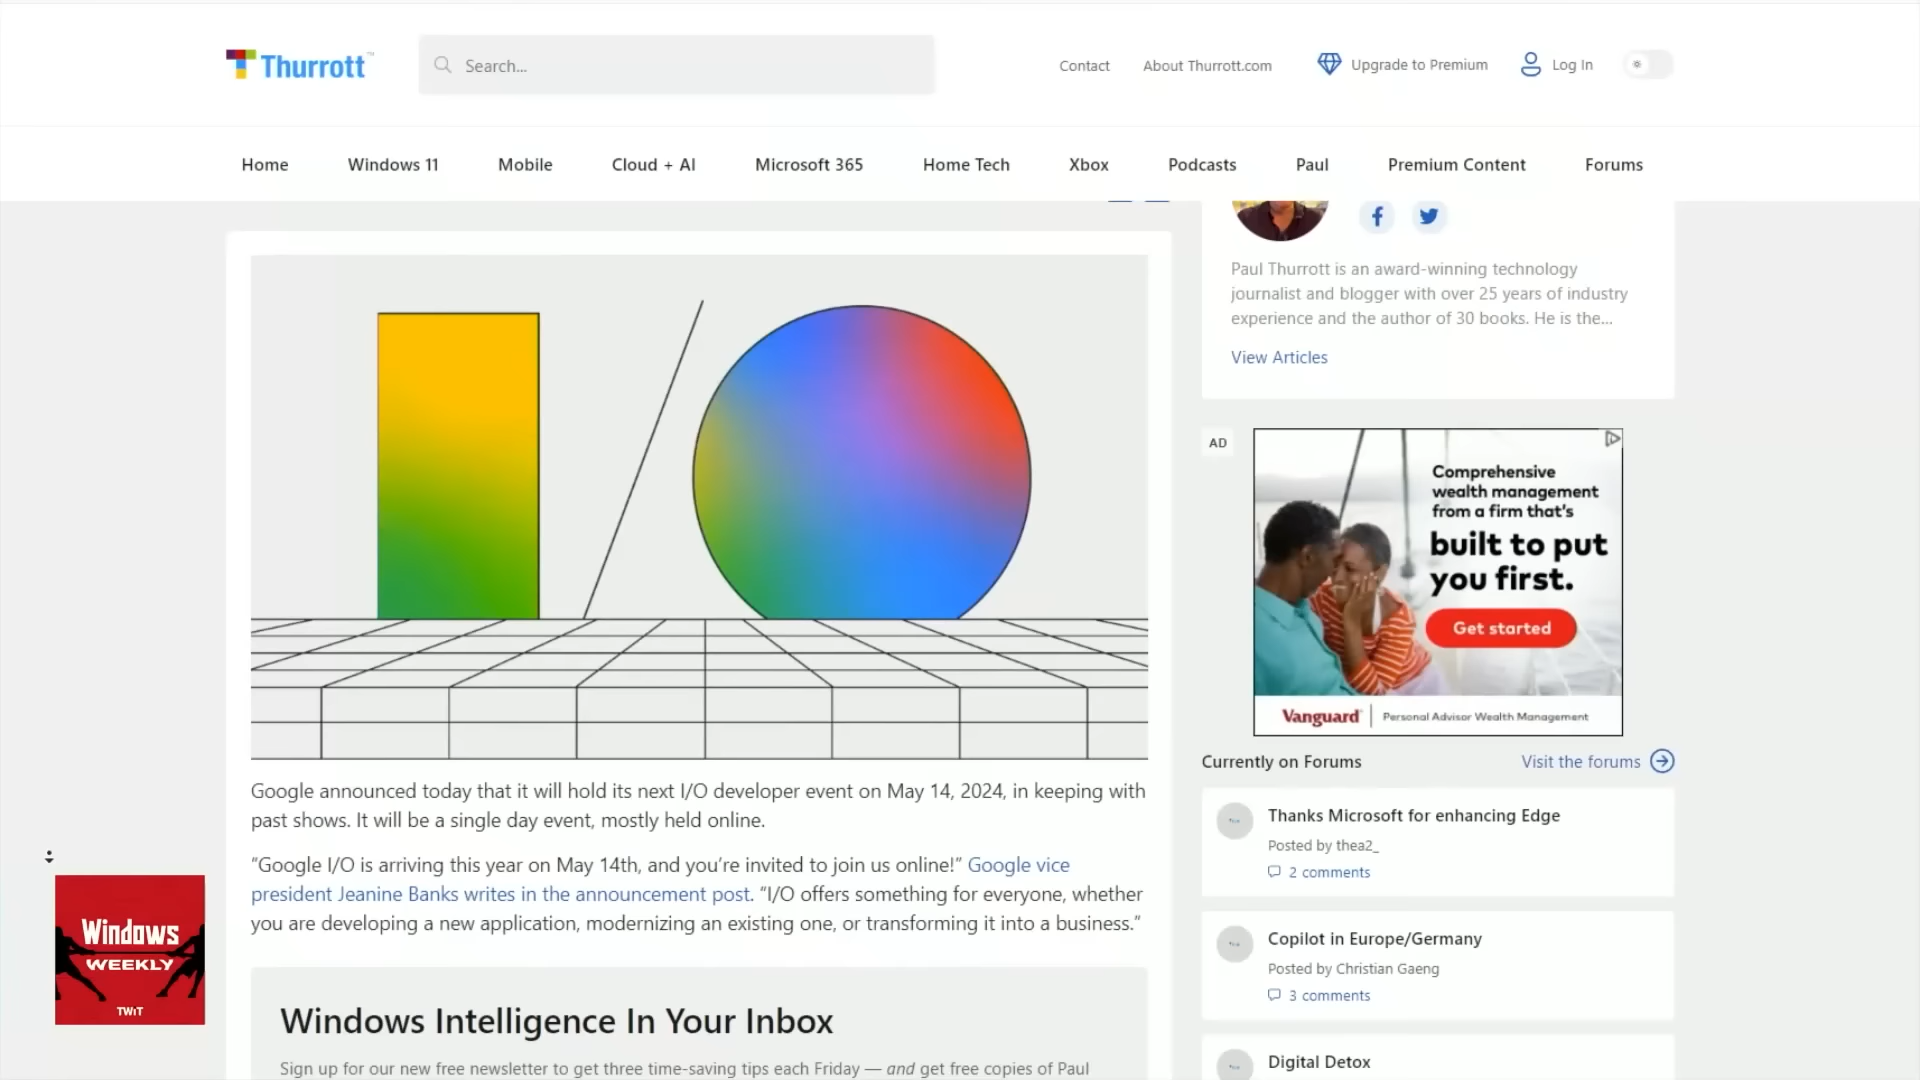 Thurrott
Search...
Contact
About Thurrott.com
Upgrade to Premium
Log In
Home
Windows 11
Mobile
Cloud + AI
Microsoft 365
Home Tech
Xbox
Podcasts
Paul
Premium Content
Forums
Google announced today that it will hold its next I/O developer event on May 14, 2024, in keeping with
past shows. It will be a single day event, mostly held online.
“Google I/O is arriving this year on May 14th, and you’re invited to join us online!” Google vice
president Jeanine Banks writes in the announcement post. “I/O offers something for everyone, whether
you are developing a new application, modernizing an existing one, or transforming it into a business.”
Windows Intelligence In Your Inbox
Sign up for our new free newsletter to get three time-saving tips each Friday — and get free copies of Paul
Paul Thurrott is an award-winning technology
journalist and blogger with over 25 years of industry
experience and the author of 30 books. He is the...
View Articles
AD
Comprehensive
wealth management
from a firm that's
built to put
you first.
Get started
Vanguard
Personal Advisor Wealth Management
Currently on Forums
Visit the forums
Thanks Microsoft for enhancing Edge
Posted by thea2_
2 comments
Copilot in Europe/Germany
Posted by Christian Gaeng
3 comments
Digital Detox
Windows
WEEKLY
TWiT